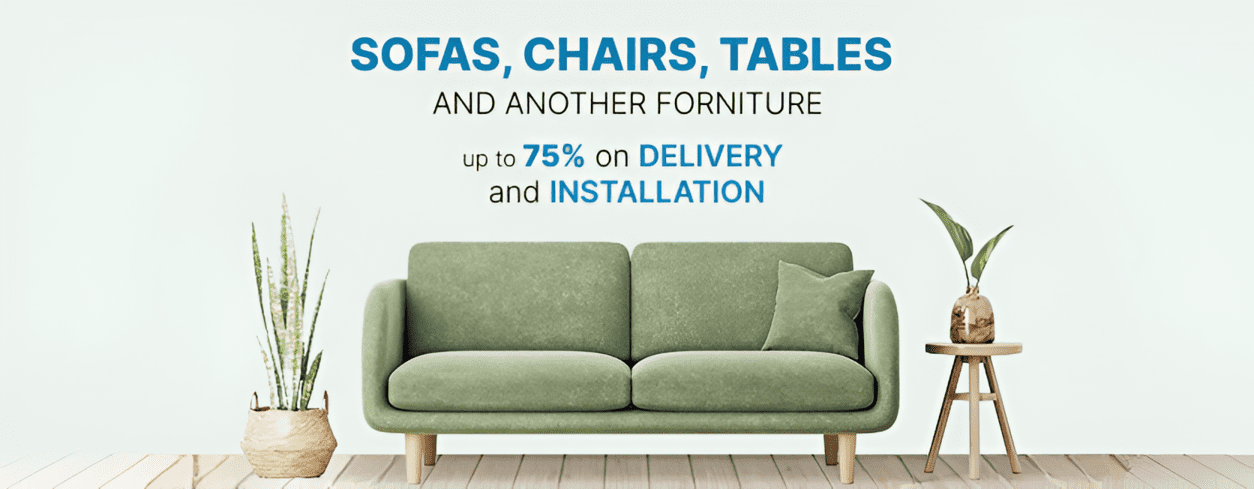 SOFAS, CHAIRS, TABLES
AND ANOTHER FORNITURE
up to 75% on DELIVERY
and INSTALLATION